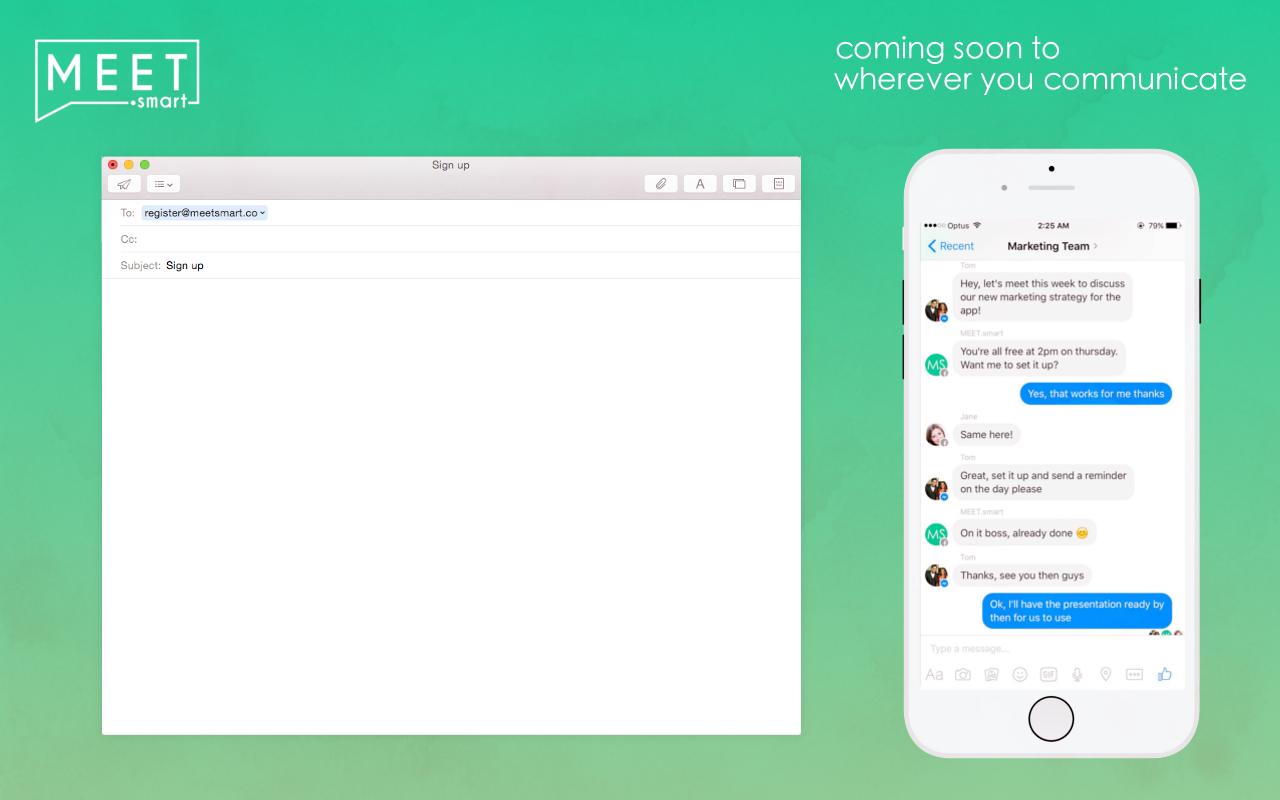 MEET
.smart
coming soon to
wherever you communicate
Sign up
A
To: register@meetsmart.co
Cc:
Subject: Sign up
Optus 2:25 AM 79%
Recent Marketing Team
Tom
Hey, let's meet this week to discuss
our new marketing strategy for the
app!
MEET.smart
You're all free at 2pm on thursday.
Want me to set it up?
MS
Yes, that works for me thanks
Jane
Same here!
Tom
Great, set it up and send a reminder
on the day please
MEET.smart
On it boss, already done 😊
MS
Tom
Thanks, see you then guys
Ok, I'll have the presentation ready by
then for us to use
Type a message...
Aa GIF